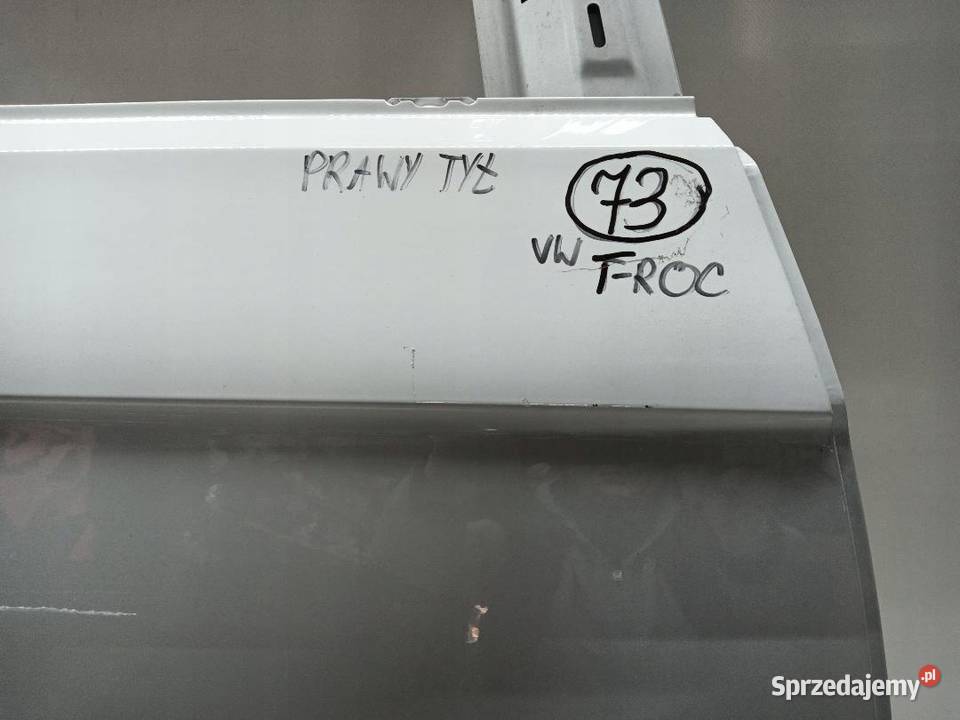 PRAWY TYŁ
73
VW T-ROC
Sprzedajemy.pl